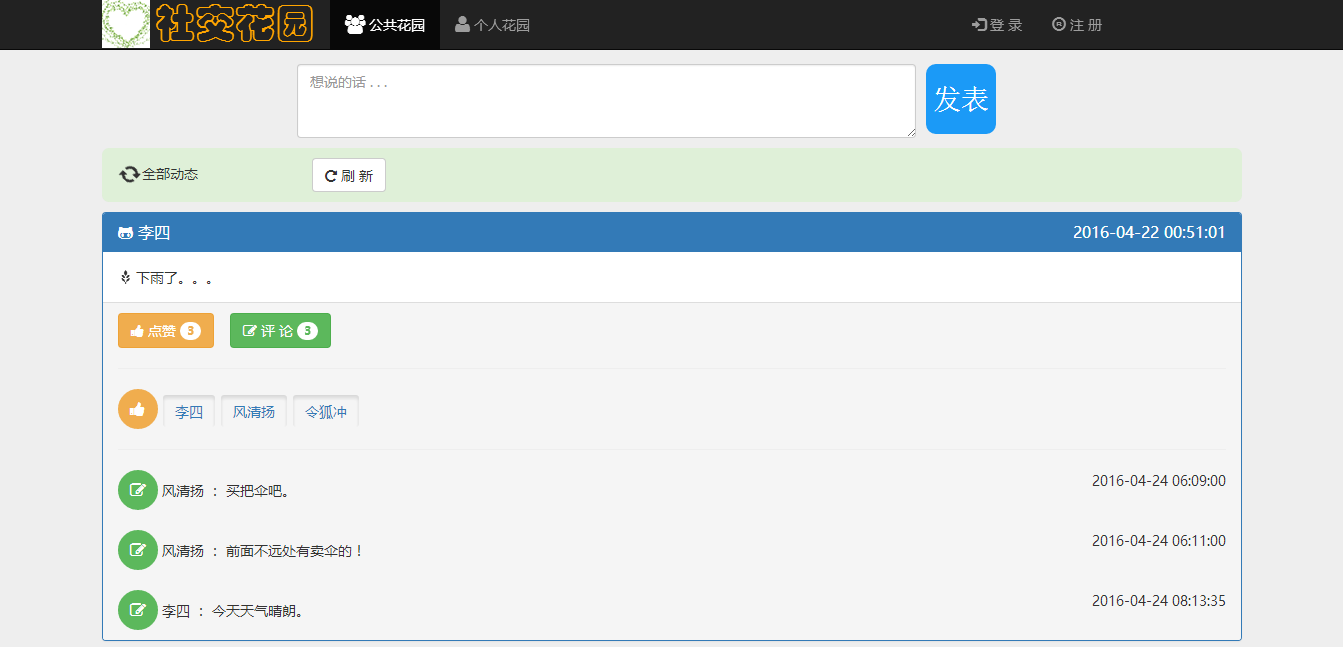 社交花园 公共花园 个人花园 登 录 注 册
想说的话 . . . 发表
全部动态 刷 新
李四 2016-04-22 00:51:01
下雨了。。。
点赞 3 评 论 3
李四 风清扬 令狐冲
风清扬 ： 买把伞吧。 2016-04-24 06:09:00
风清扬 ： 前面不远处有卖伞的！ 2016-04-24 06:11:00
李四 ： 今天天气晴朗。 2016-04-24 08:13:35